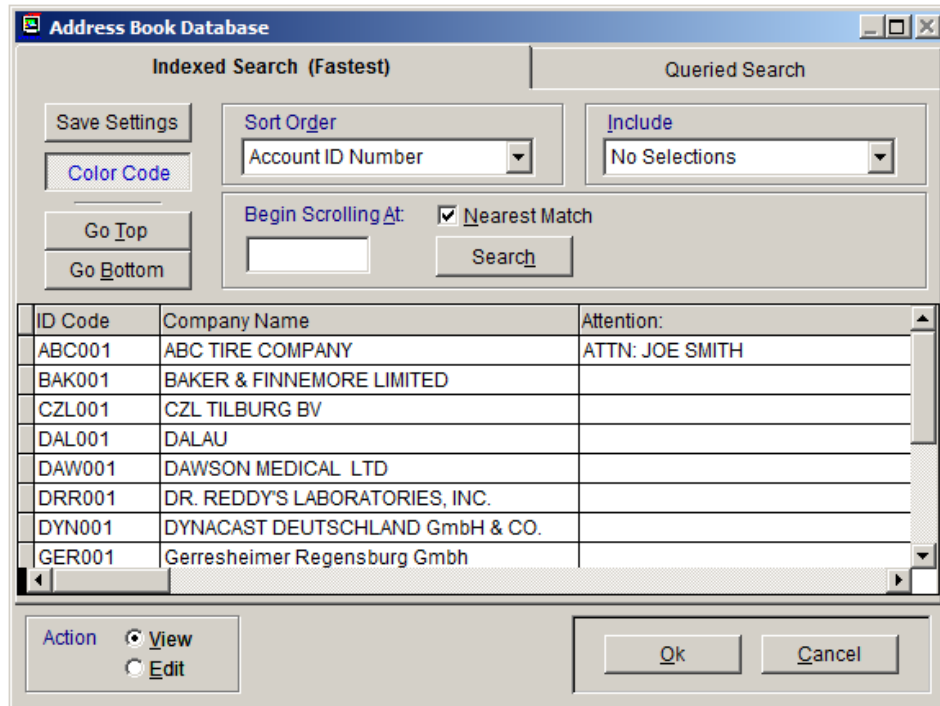 Address Book Database
Indexed Search (Fastest)
Queried Search
Save Settings
Color Code
Go Top
Go Bottom
Sort Order
Account ID Number
Include
No Selections
Begin Scrolling At:
Nearest Match
Search
ID Code Company Name Attention:
ABC001 ABC TIRE COMPANY ATTN: JOE SMITH
BAK001 BAKER & FINNEMORE LIMITED
CZL001 CZL TILBURG BV
DAL001 DALAU
DAW001 DAWSON MEDICAL LTD
DRR001 DR. REDDY'S LABORATORIES, INC.
DYN001 DYNACAST DEUTSCHLAND GmbH & CO.
GER001 Gerresheimer Regensburg Gmbh
Action
View
Edit
Ok
Cancel